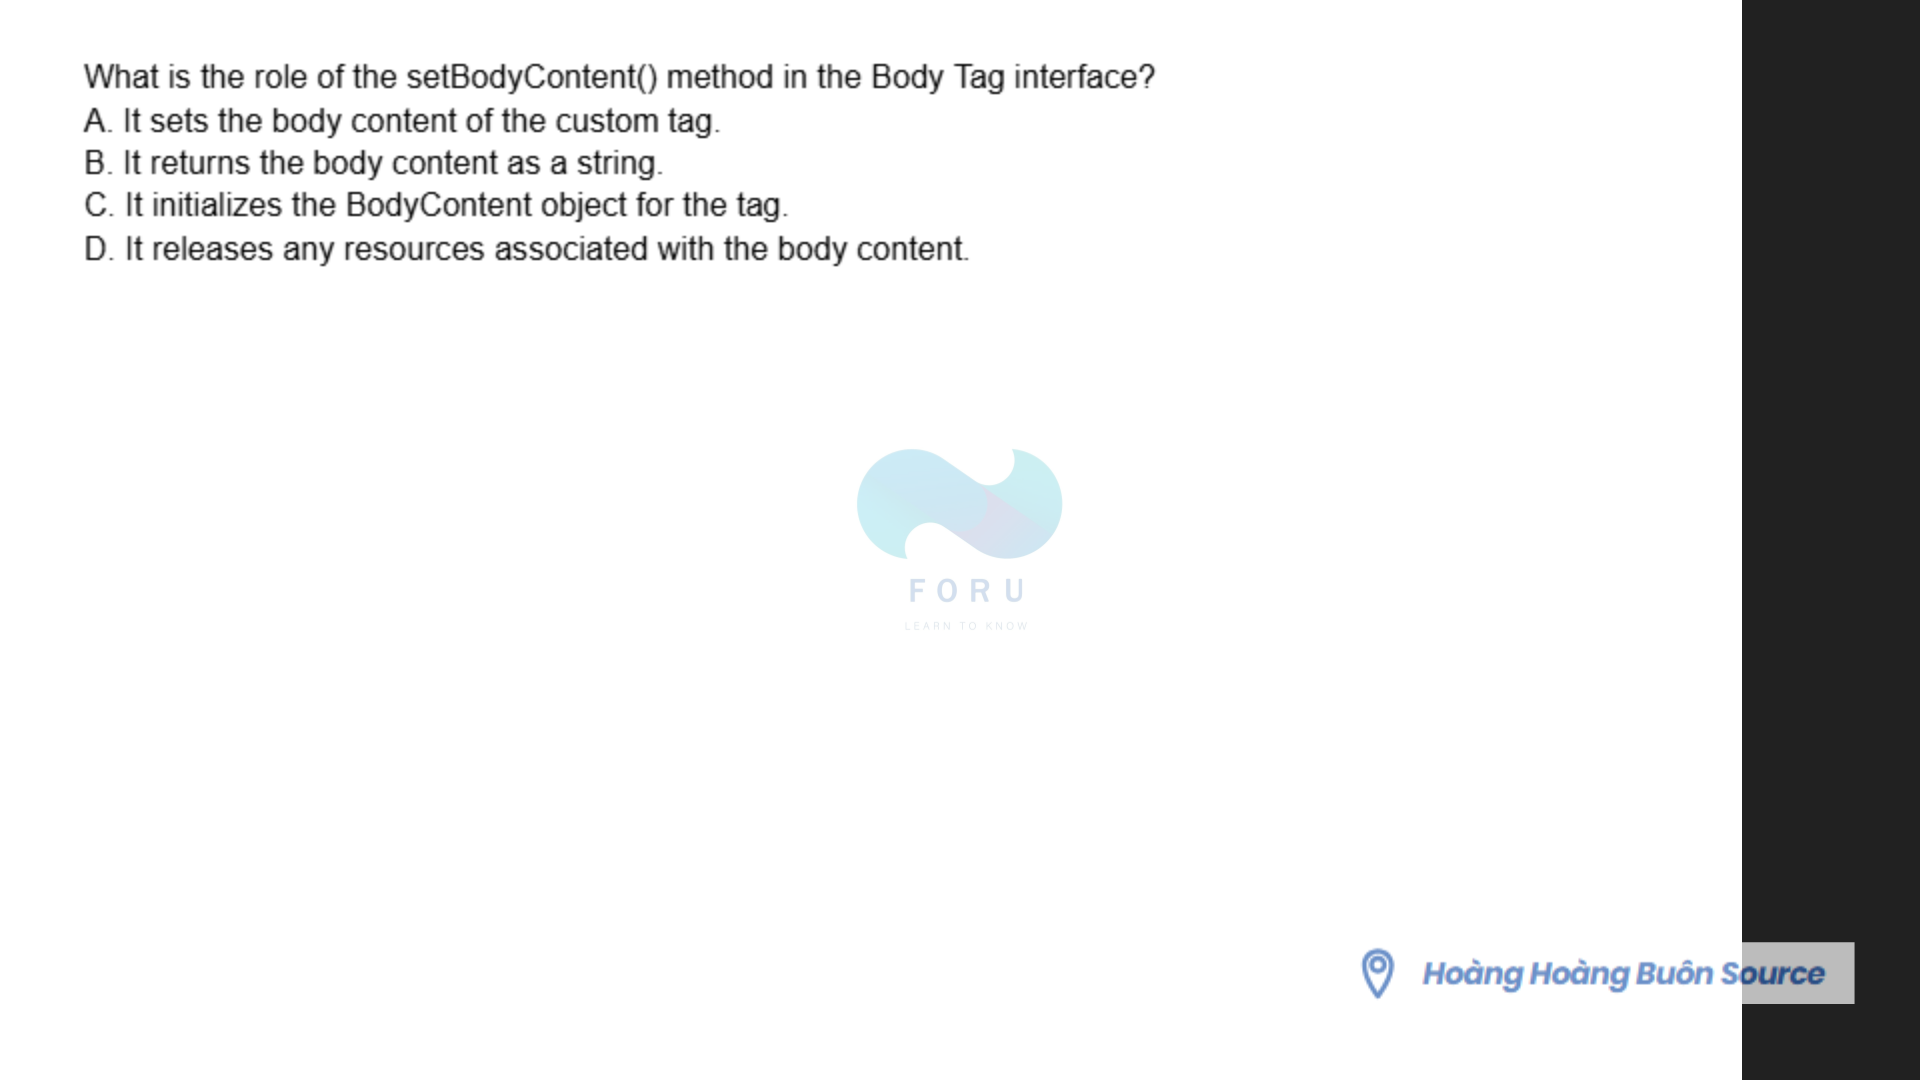 What is the role of the setBodyContent() method in the Body Tag interface?
A. It sets the body content of the custom tag.
B. It returns the body content as a string.
C. It initializes the BodyContent object for the tag.
D. It releases any resources associated with the body content.
FORU
LEARN TO KNOW
Hoàng Hoàng Buôn Source